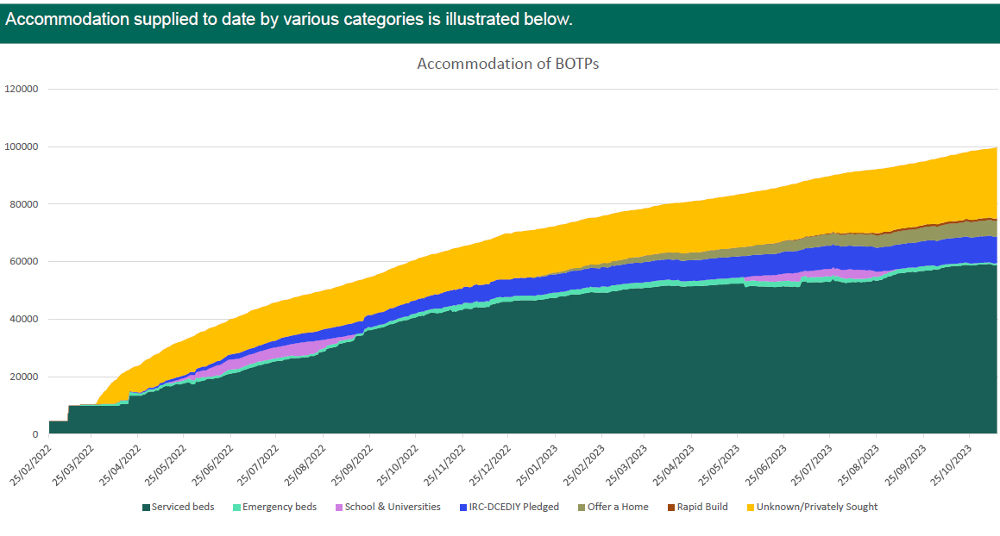 Accommodation supplied to date by various categories is illustrated below.
Accommodation of BOTPs
120000
100000
80000
60000
40000
20000
0
25/02/2022 25/03/2022 25/04/2022 25/05/2022 25/06/2022 25/07/2022 25/08/2022 25/09/2022 25/10/2022 25/11/2022 25/12/2022 25/01/2023 25/02/2023 25/03/2023 25/04/2023 25/05/2023 25/06/2023 25/07/2023 25/08/2023 25/09/2023 25/10/2023
Serviced beds Emergency beds School & Universities IRC-DCEDIY Pledged Offer a Home Rapid Build Unknown/Privately Sought